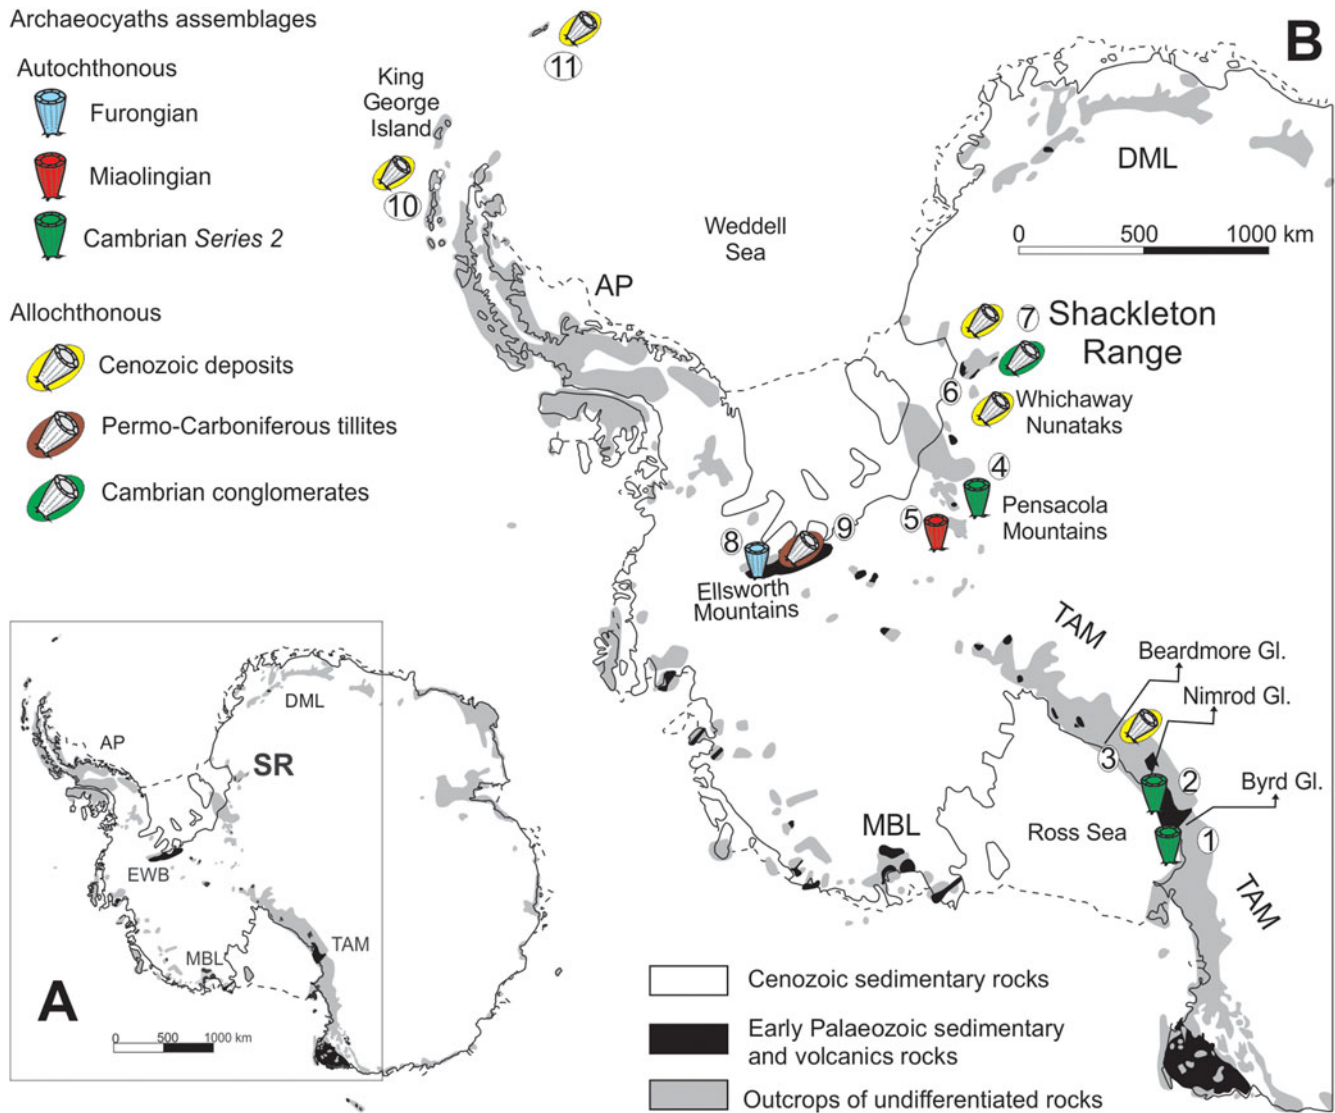 Archaeocyaths assemblages
Autochthonous
Furongian
Miaolingian
Cambrian Series 2
Allochthonous
Cenozoic deposits
Permo-Carboniferous tillites
Cambrian conglomerates
B
11
King
George
Island
10
AP
Weddell
Sea
DML
0 500 1000 km
7
Shackleton
Range
6
Whichaway
Nunataks
4
5
Pensacola
Mountains
8
9
Ellsworth
Mountains
TAM
Beardmore Gl.
Nimrod Gl.
3
2
Byrd Gl.
1
MBL
Ross Sea
TAM
Cenozoic sedimentary rocks
Early Palaeozoic sedimentary
and volcanics rocks
Outcrops of undifferentiated rocks
DML
AP
SR
EWB
MBL
TAM
A
0 500 1000 km